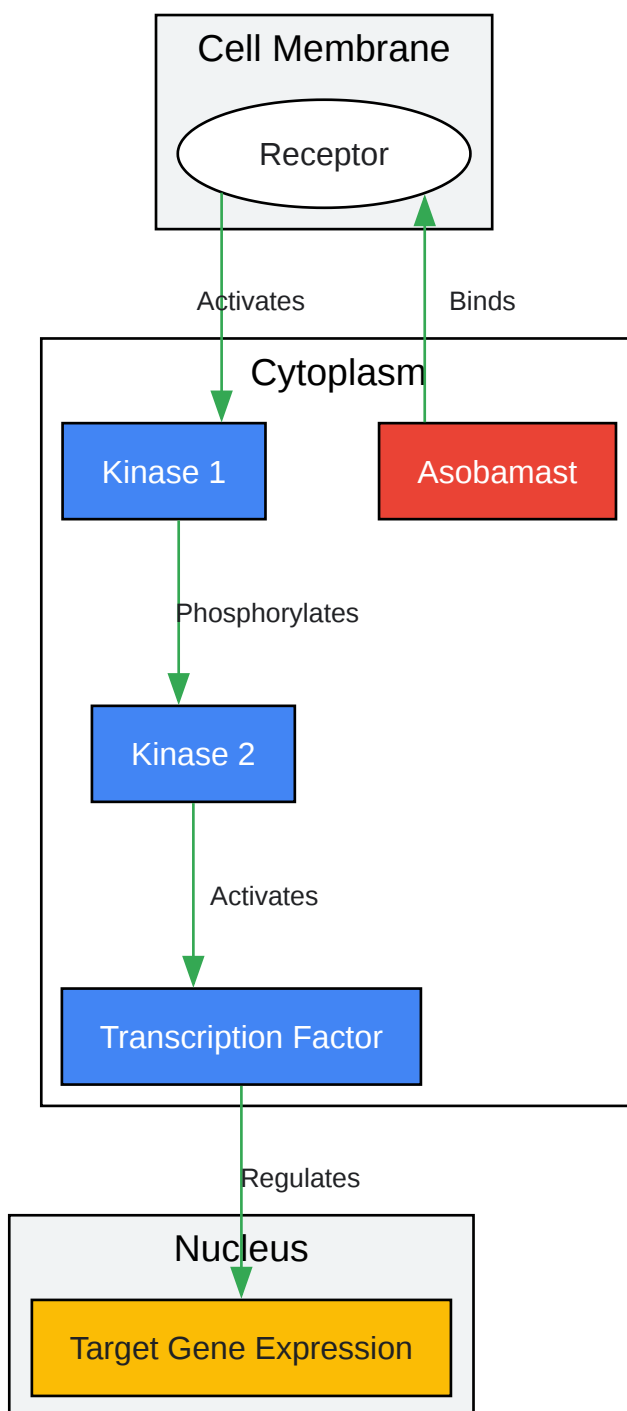 Cell Membrane
Receptor
Activates
Binds
Cytoplasm
Kinase 1
Asobamast
Phosphorylates
Kinase 2
Activates
Transcription Factor
Regulates
Nucleus
Target Gene Expression